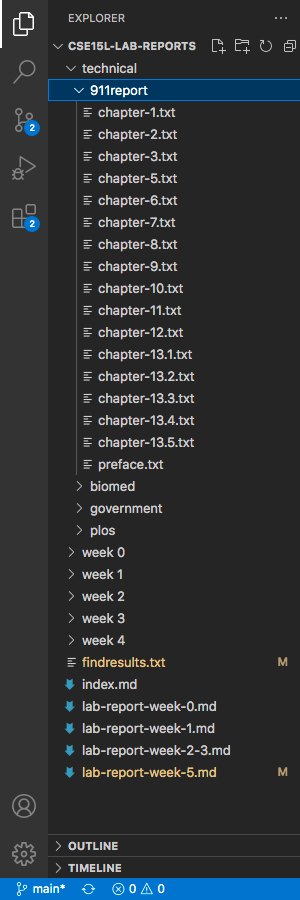 EXPLORER
CSE15L-LAB-REPORTS
technical
911report
chapter-1.txt
chapter-2.txt
chapter-3.txt
chapter-5.txt
chapter-6.txt
chapter-7.txt
chapter-8.txt
chapter-9.txt
chapter-10.txt
chapter-11.txt
chapter-12.txt
chapter-13.1.txt
chapter-13.2.txt
chapter-13.3.txt
chapter-13.4.txt
chapter-13.5.txt
preface.txt
biomed
government
plos
week 0
week 1
week 2
week 3
week 4
findresults.txt M
index.md
lab-report-week-0.md
lab-report-week-1.md
lab-report-week-2-3.md
lab-report-week-5.md M
2
2
OUTLINE
TIMELINE
main* 0 0